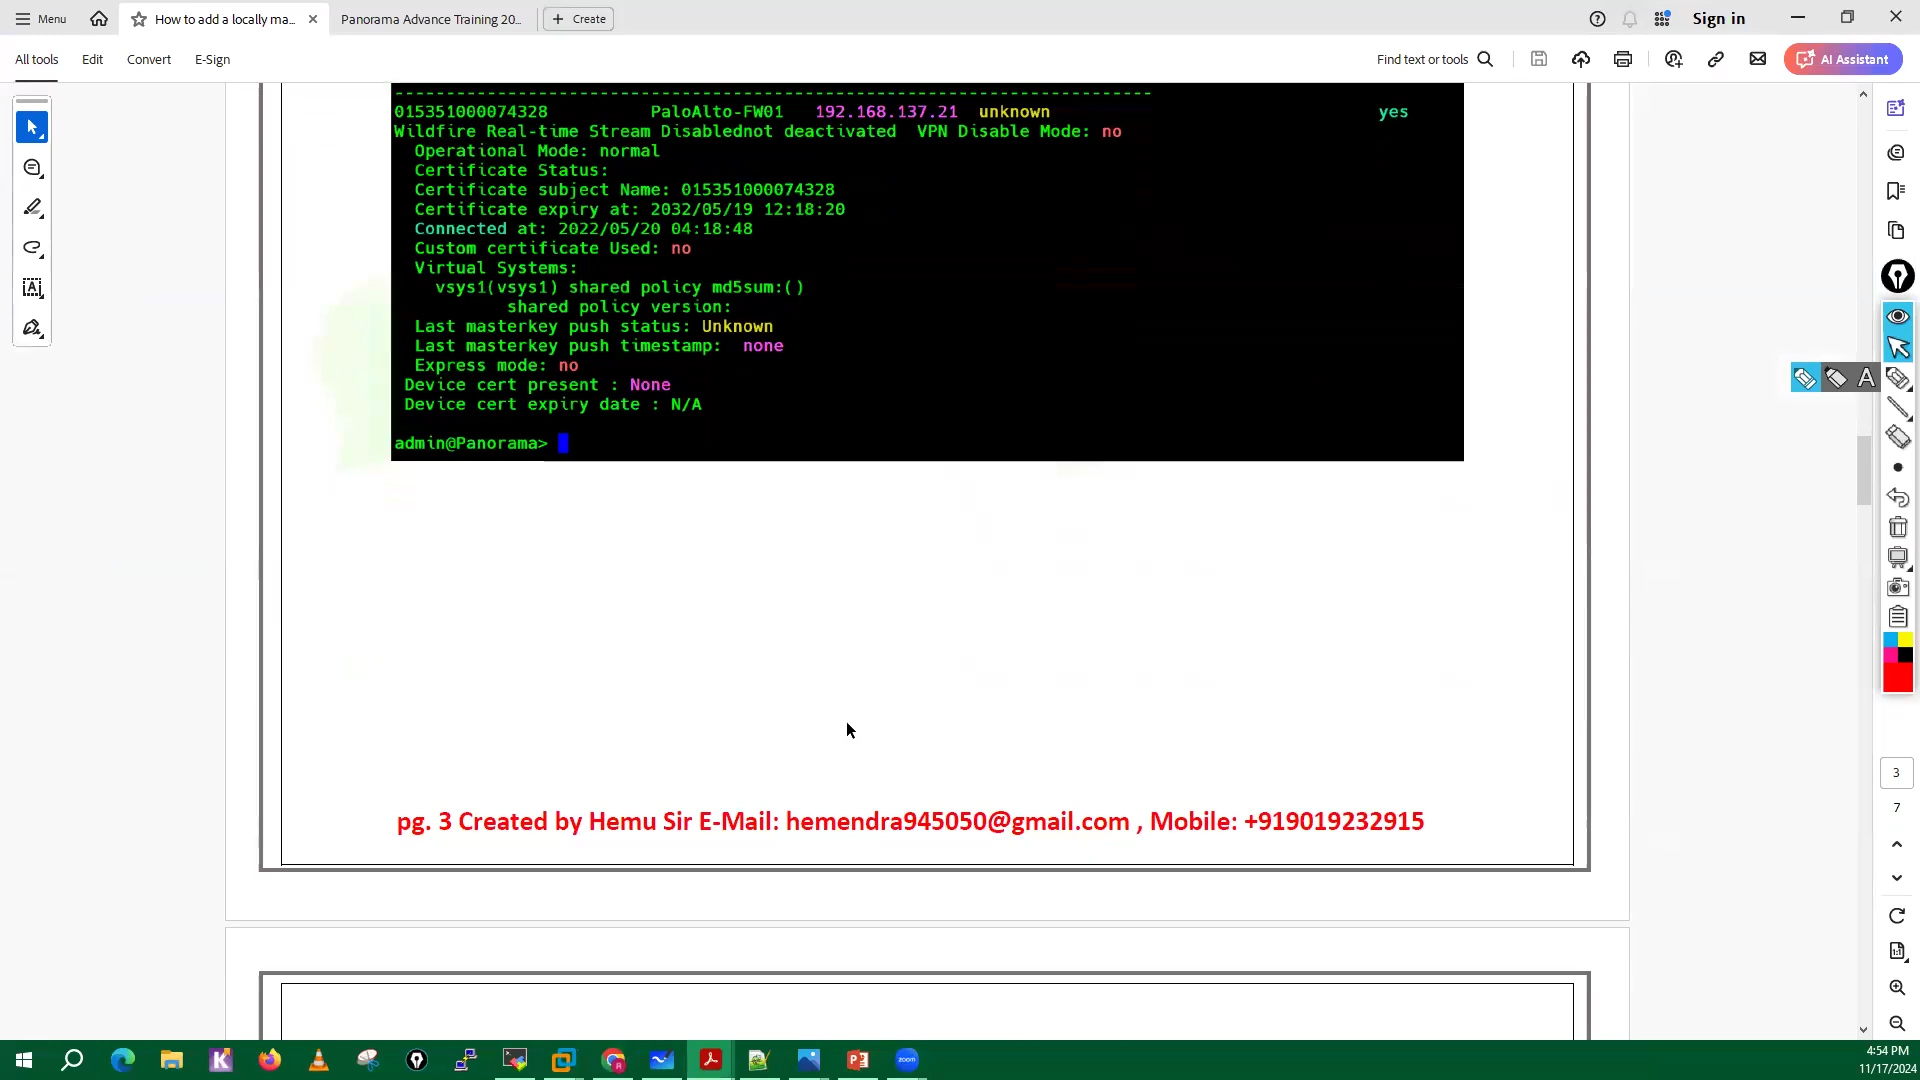 Menu
How to add a locally ma...
Panorama Advance Training 20...
Create
Sign in
All tools
Edit
Convert
E-Sign
Find text or tools
AI Assistant
--------------------------------------------------------------------------
015351000074328 PaloAlto-FW01 192.168.137.21 unknown yes
Wildfire Real-time Stream Disablednot deactivated VPN Disable Mode: no
Operational Mode: normal
Certificate Status:
Certificate subject Name: 015351000074328
Certificate expiry at: 2032/05/19 12:18:20
Connected at: 2022/05/20 04:18:48
Custom certificate Used: no
Virtual Systems:
vsys1(vsys1) shared policy md5sum:()
shared policy version:
Last masterkey push status: Unknown
Last masterkey push timestamp: none
Express mode: no
Device cert present : None
Device cert expiry date : N/A
admin@Panorama>
pg. 3 Created by Hemu Sir E-Mail: hemendra945050@gmail.com , Mobile: +919019232915
3
7
A
zoom
4:54 PM
11/17/2024